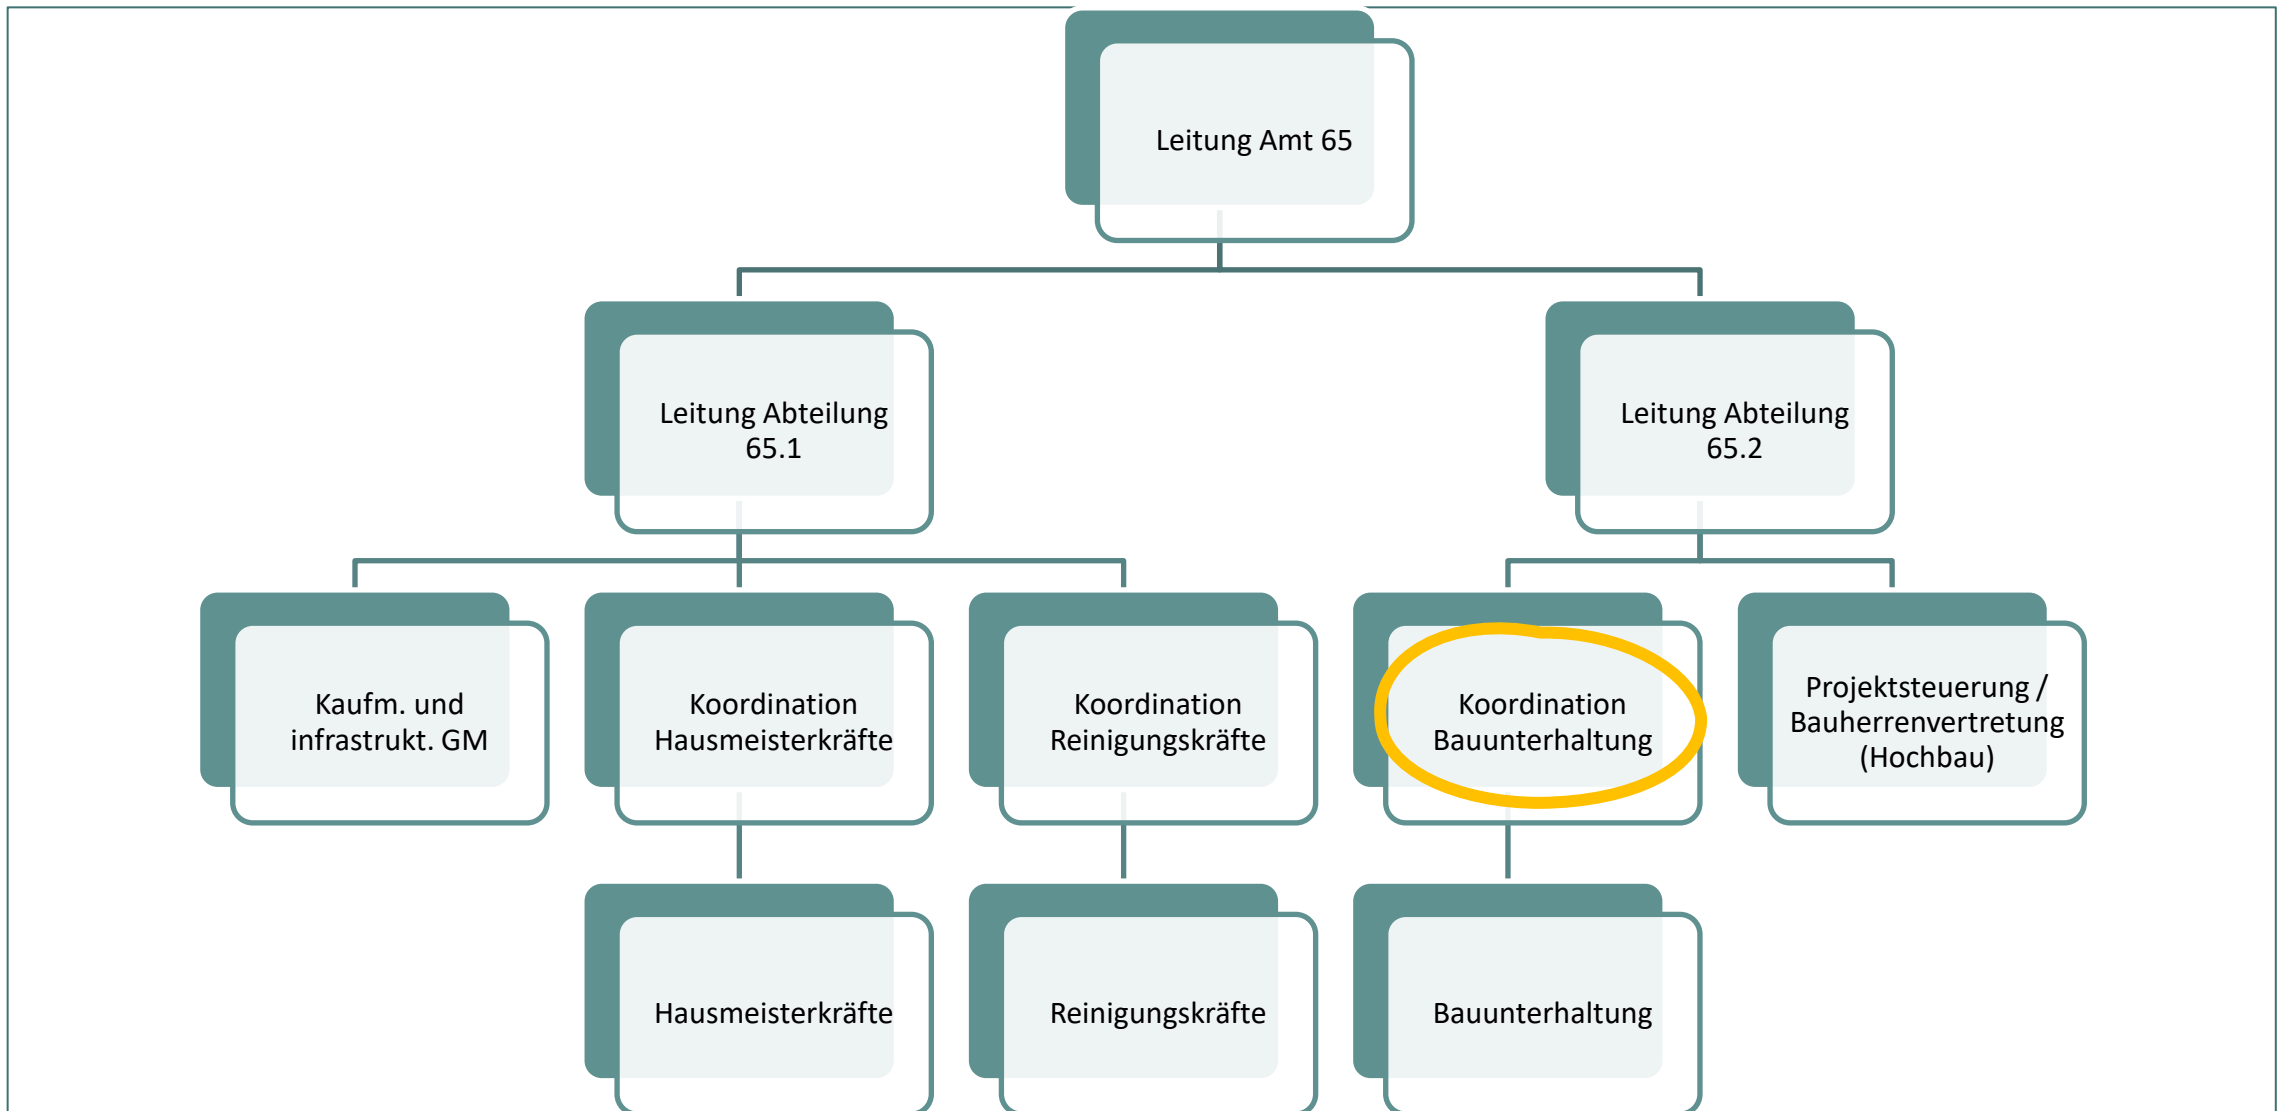 Leitung Amt 65
Leitung Abteilung
65.1
Leitung Abteilung
65.2
Kaufm. und
infrastrukt. GM
Koordination
Hausmeisterkräfte
Koordination
Reinigungskräfte
Koordination
Bauunterhaltung
Projektsteuerung /
Bauherrenvertretung
(Hochbau)
Hausmeisterkräfte
Reinigungskräfte
Bauunterhaltung